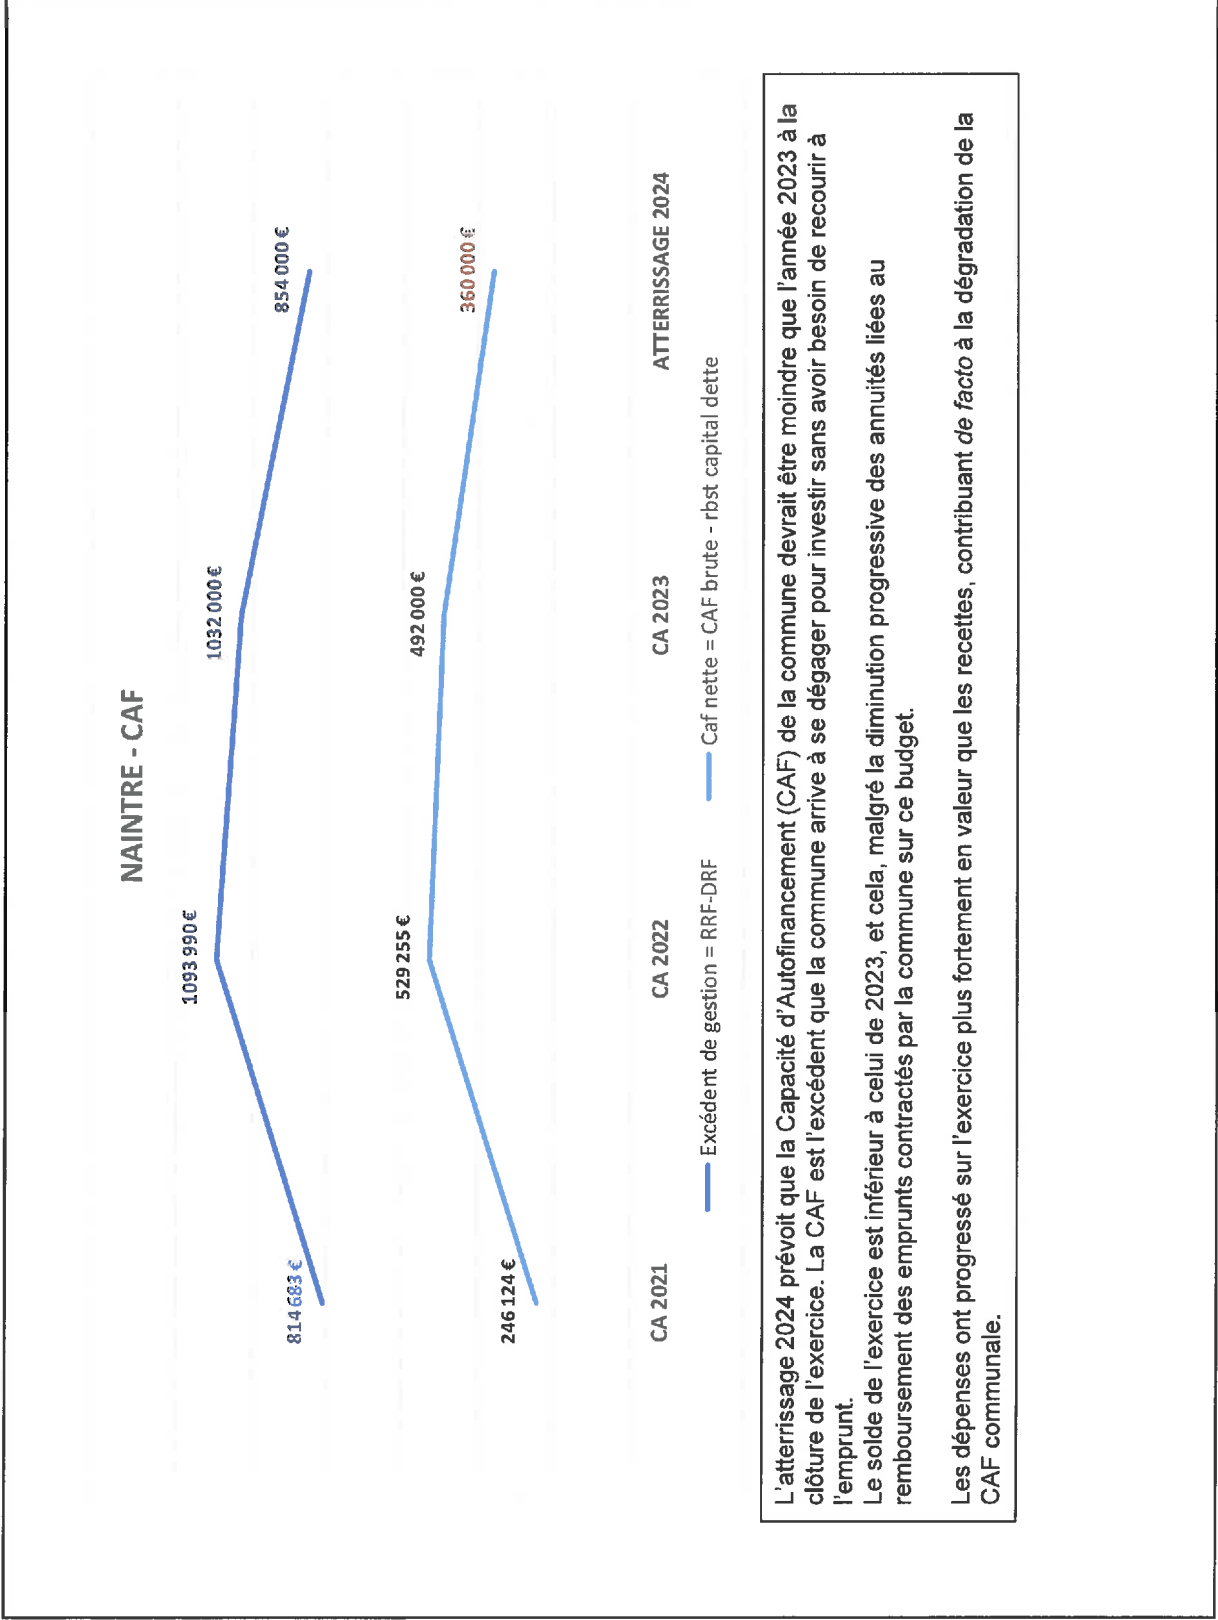 NAINTRE - CAF
1093 990 €
1032 000 €
854 000 €
814 683 €
529 255 €
492 000 €
360 000 €
246 124 €
CA 2021
CA 2022
CA 2023
ATTERRISSAGE 2024
Excédent de gestion = RRF-DRF
Caf nette = CAF brute - rbst capital dette
L'atterrissage 2024 prévoit que la Capacité d'Autofinancement (CAF) de la commune devrait être moindre que l'année 2023 à la
clôture de l'exercice. La CAF est l'excédent que la commune arrive à se dégager pour investir sans avoir besoin de recourir à
l'emprunt.
Le solde de l'exercice est inférieur à celui de 2023, et cela, malgré la diminution progressive des annuités liées au
remboursement des emprunts contractés par la commune sur ce budget.
Les dépenses ont progressé sur l'exercice plus fortement en valeur que les recettes, contribuant de facto à la dégradation de la
CAF communale.